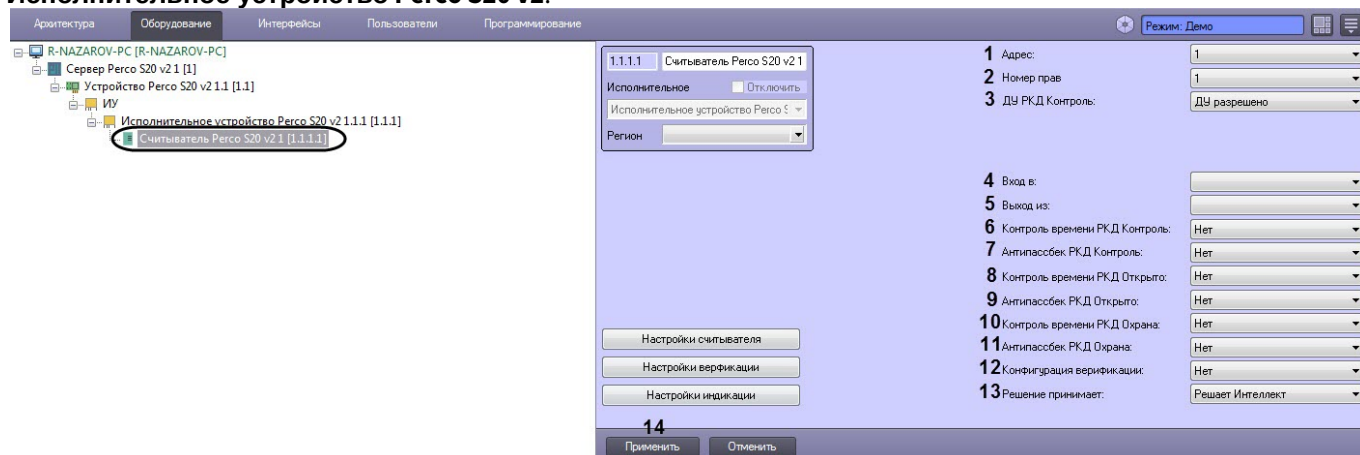 Исполнительное устройство Perco S20 v2.
Архитектура Оборудование Интерфейсы Пользователи Программирование Режим: Демо
R-NAZAROV-PC [R-NAZAROV-PC]
Сервер Perco S20 v2 1 [1]
Устройство Perco S20 v2 1.1 [1.1]
ИУ
Исполнительное устройство Perco S20 v2 1.1.1 [1.1.1]
Считыватель Perco S20 v2 1 [1.1.1.1]
1.1.1.1 Считыватель Perco S20 v2 1
Исполнительное Отключить
Исполнительное устройство Perco S
Регион
Настройки считывателя
Настройки верфикации
Настройки индикации
1 Адрес: 1
2 Номер прав 1
3 ДУ РКД Контроль: ДУ разрешено
4 Вход в:
5 Выход из:
6 Контроль времени РКД Контроль: Нет
7 Антипассбек РКД Контроль: Нет
8 Контроль времени РКД Открыто: Нет
9 Антипассбек РКД Открыто: Нет
10 Контроль времени РКД Охрана: Нет
11 Антипассбек РКД Охрана: Нет
12 Конфигурация верификации: Нет
13 Решение принимает: Решает Интеллект
14
Применить Отменить